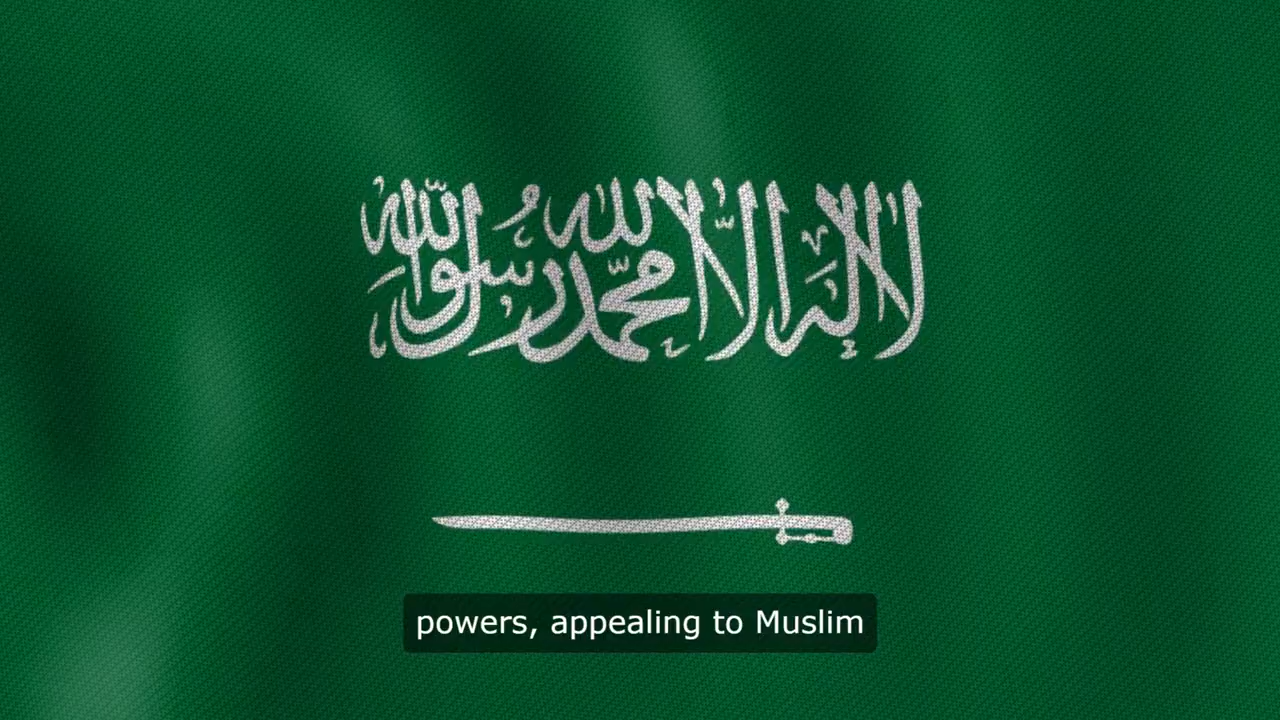 لا إله إلا الله محمد رسول الله
powers, appealing to Muslim